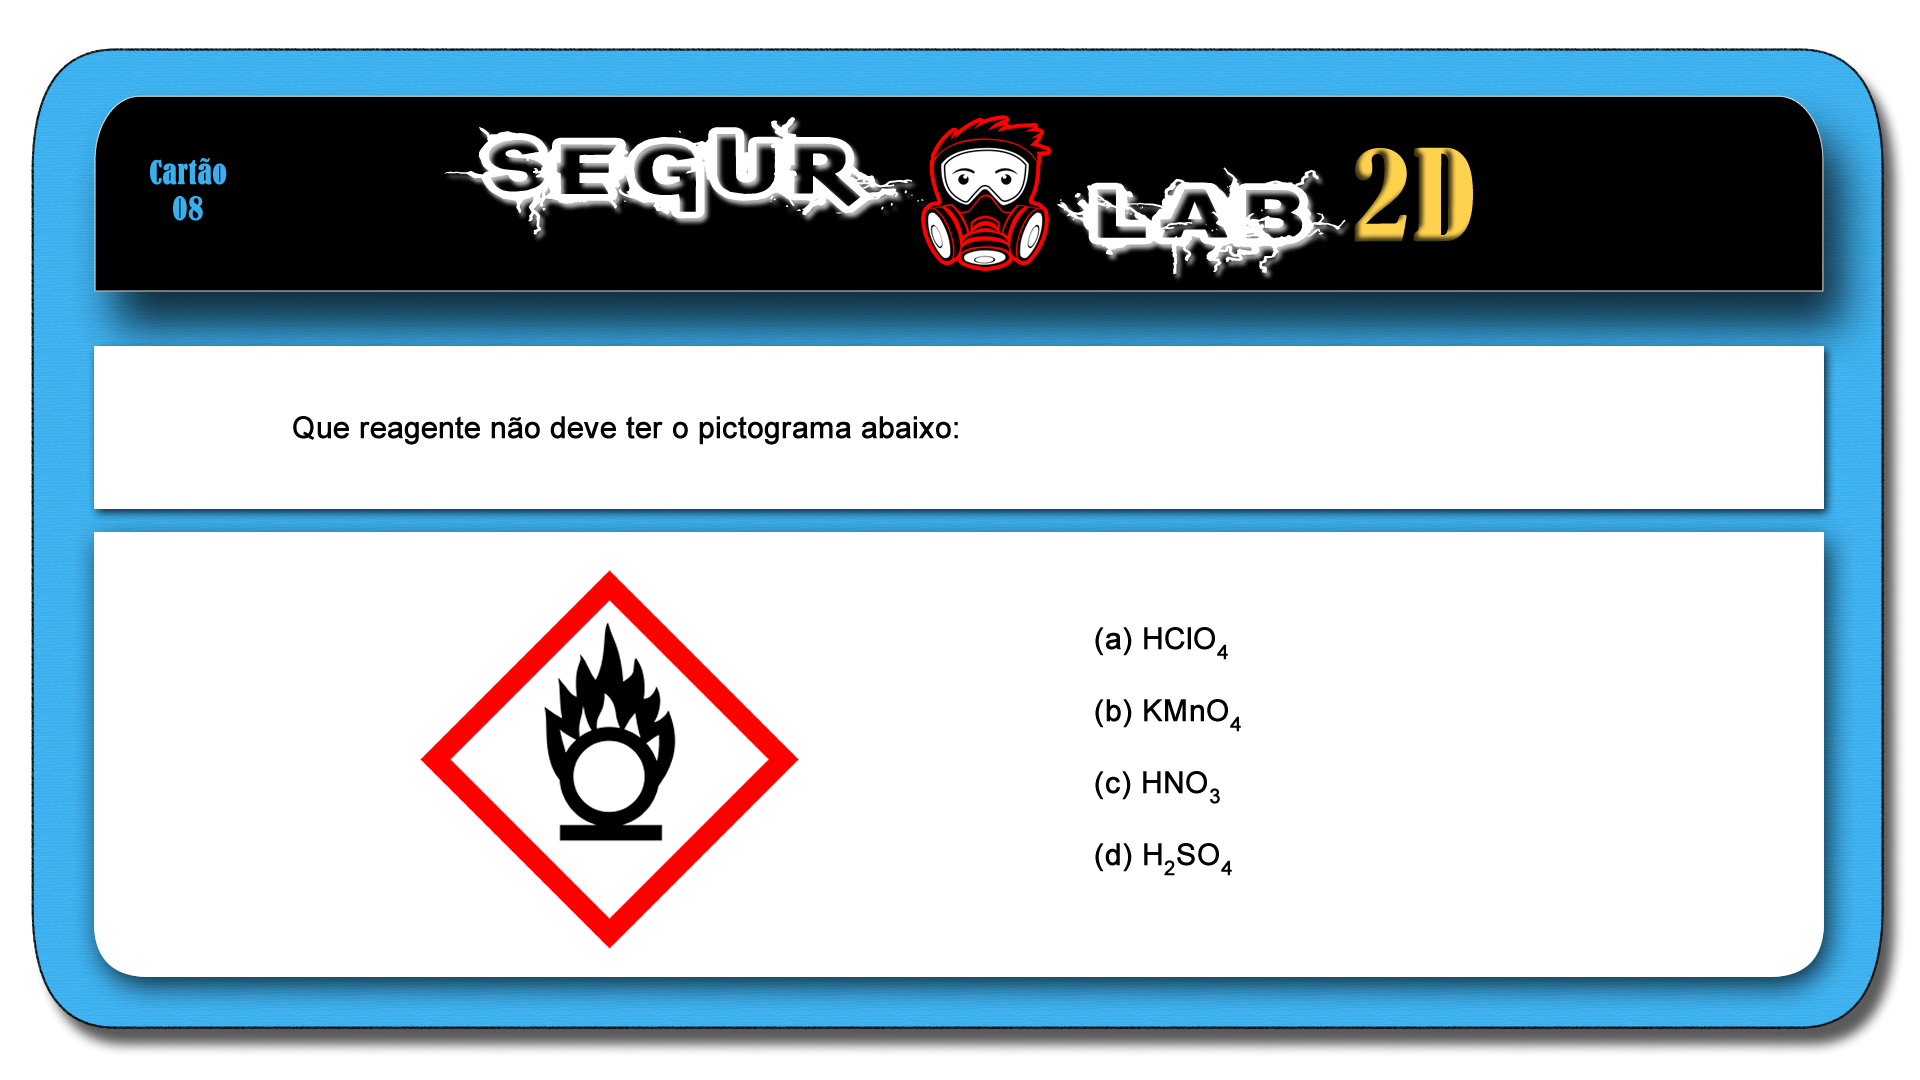 Cartão
08
SEGUR LAB 2D
Que reagente não deve ter o pictograma abaixo:
(a) HClO₄
(b) KMnO₄
(c) HNO₃
(d) H₂SO₄